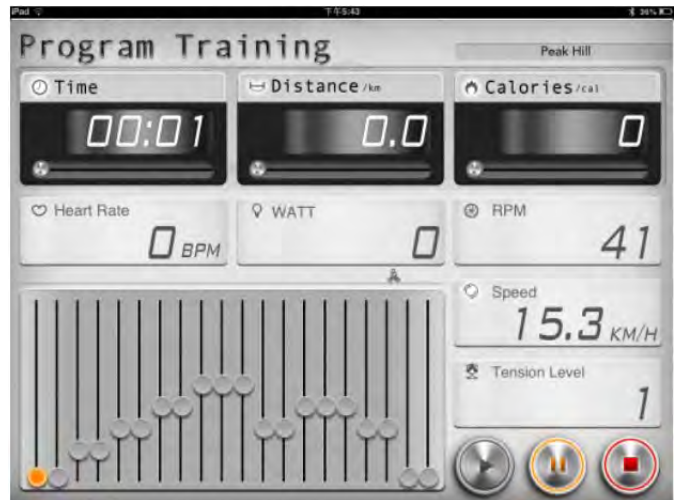 iPad 下午5:43 36%
Program Training
Peak Hill
Time
00:01
Distance/km
0.0
Calories/cal
0
Heart Rate
0 BPM
WATT
0
RPM
41
Speed
15.3 KM/H
Tension Level
1